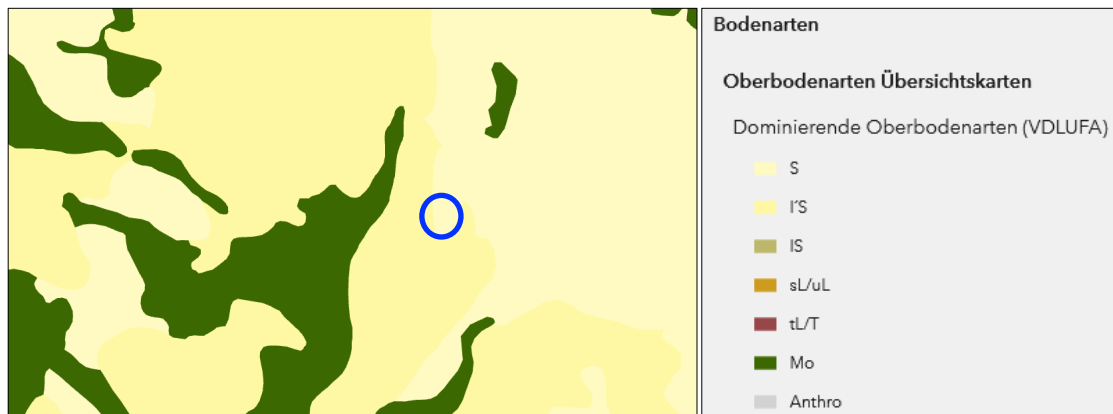 Bodenarten
Oberbodenarten Übersichtskarten
Dominierende Oberbodenarten (VDLUFA)
S
l'S
lS
sL/uL
tL/T
Mo
Anthro